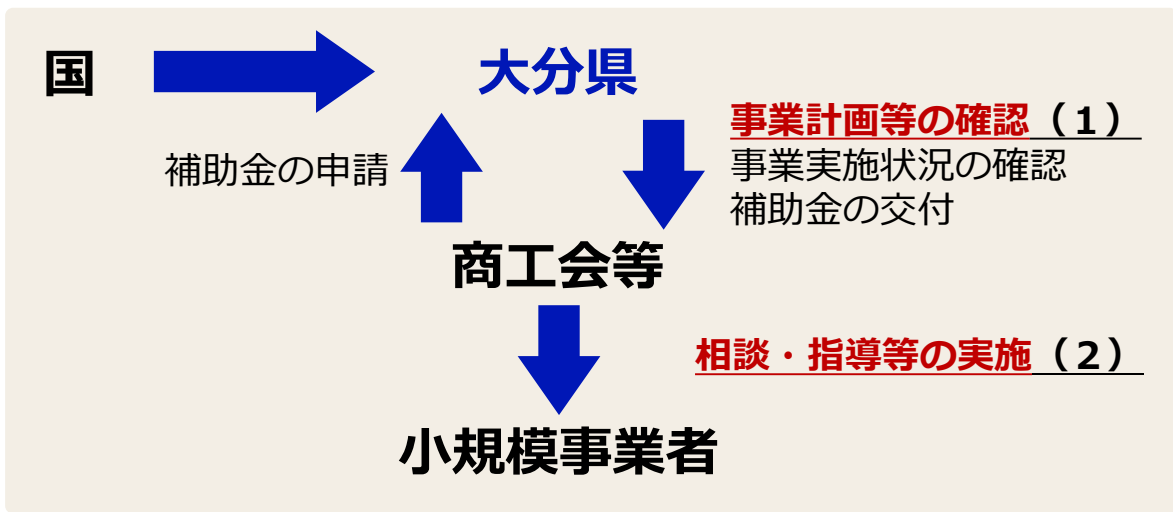 国
大分県
事業計画等の確認（１）
補助金の申請
事業実施状況の確認
補助金の交付
商工会等
相談・指導等の実施（２）
小規模事業者